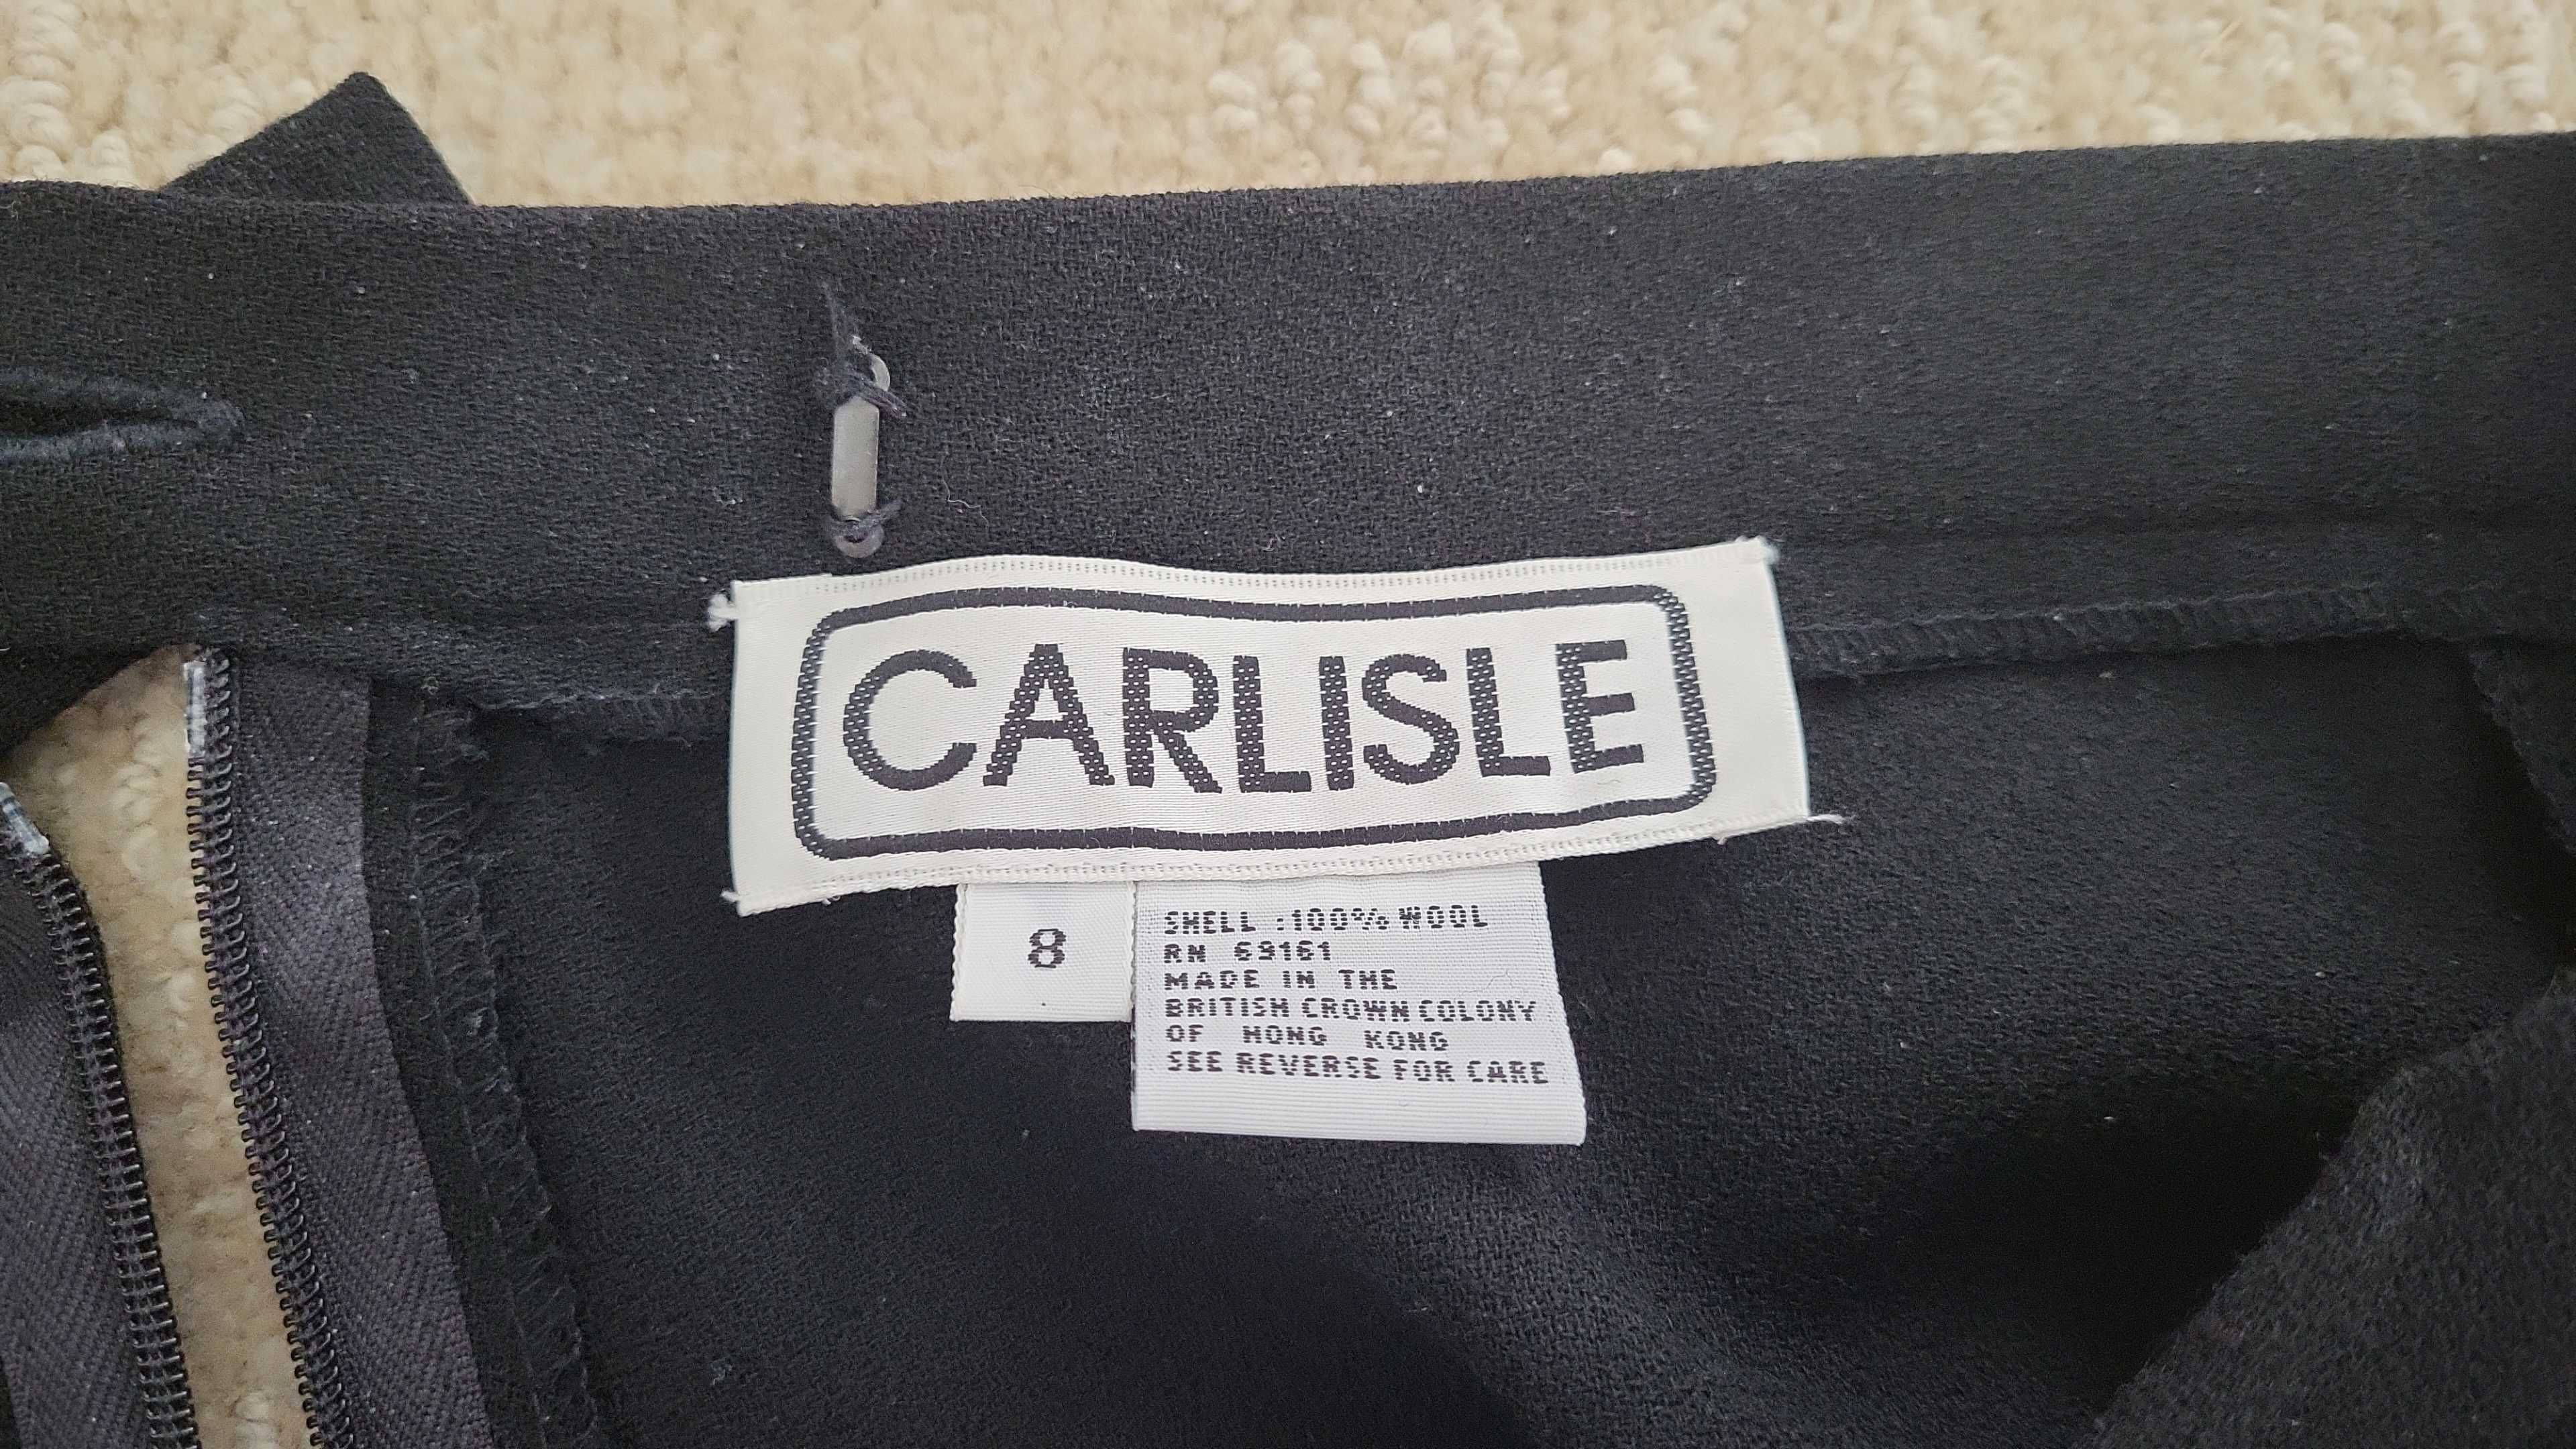 CARLISLE
8
SHELL :100% WOOL
RN 69161
MADE IN THE
BRITISH CROWN COLONY
OF HONG KONG
SEE REVERSE FOR CARE